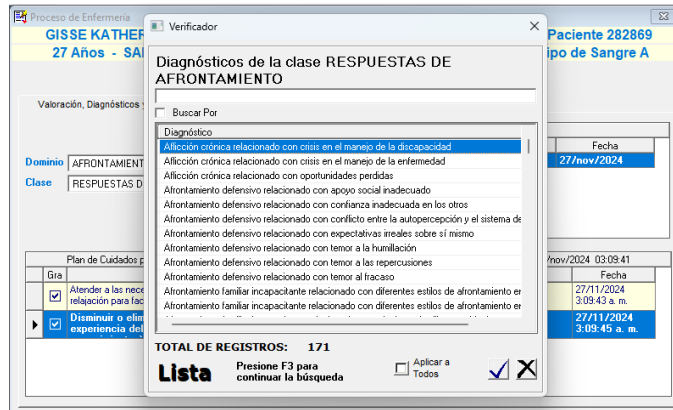 Proceso de Enfermería
GISSE KATHER
Paciente 282869
27 Años - SA
ipo de Sangre A
Valoración, Diagnósticos y
Dominio AFRONTAMIENT
Clase RESPUESTAS D
Fecha
27/nov/2024
Plan de Cuidados p
/nov/2024 03:09:41
Gra
Fecha
Atender a las nece
relajación para fac
27/11/2024
3:09:43 a. m.
Disminuir o elim
experiencia del
27/11/2024
3:09:45 a. m.
Verificador
Diagnósticos de la clase RESPUESTAS DE
AFRONTAMIENTO
Buscar Por
Diagnóstico
Aflicción crónica relacionado con crisis en el manejo de la discapacidad
Aflicción crónica relacionado con crisis en el manejo de la enfermedad
Aflicción crónica relacionado con oportunidades perdidas
Afrontamiento defensivo relacionado con apoyo social inadecuado
Afrontamiento defensivo relacionado con confianza inadecuada en los otros
Afrontamiento defensivo relacionado con conflicto entre la autopercepción y el sistema de
Afrontamiento defensivo relacionado con expectativas irreales sobre sí mismo
Afrontamiento defensivo relacionado con temor a la humillación
Afrontamiento defensivo relacionado con temor a las repercusiones
Afrontamiento defensivo relacionado con temor al fracaso
Afrontamiento familiar incapacitante relacionado con diferentes estilos de afrontamiento er
Afrontamiento familiar incapacitante relacionado con diferentes estilos de afrontamiento er
TOTAL DE REGISTROS: 171
Lista
Presione F3 para
continuar la búsqueda
Aplicar a
Todos